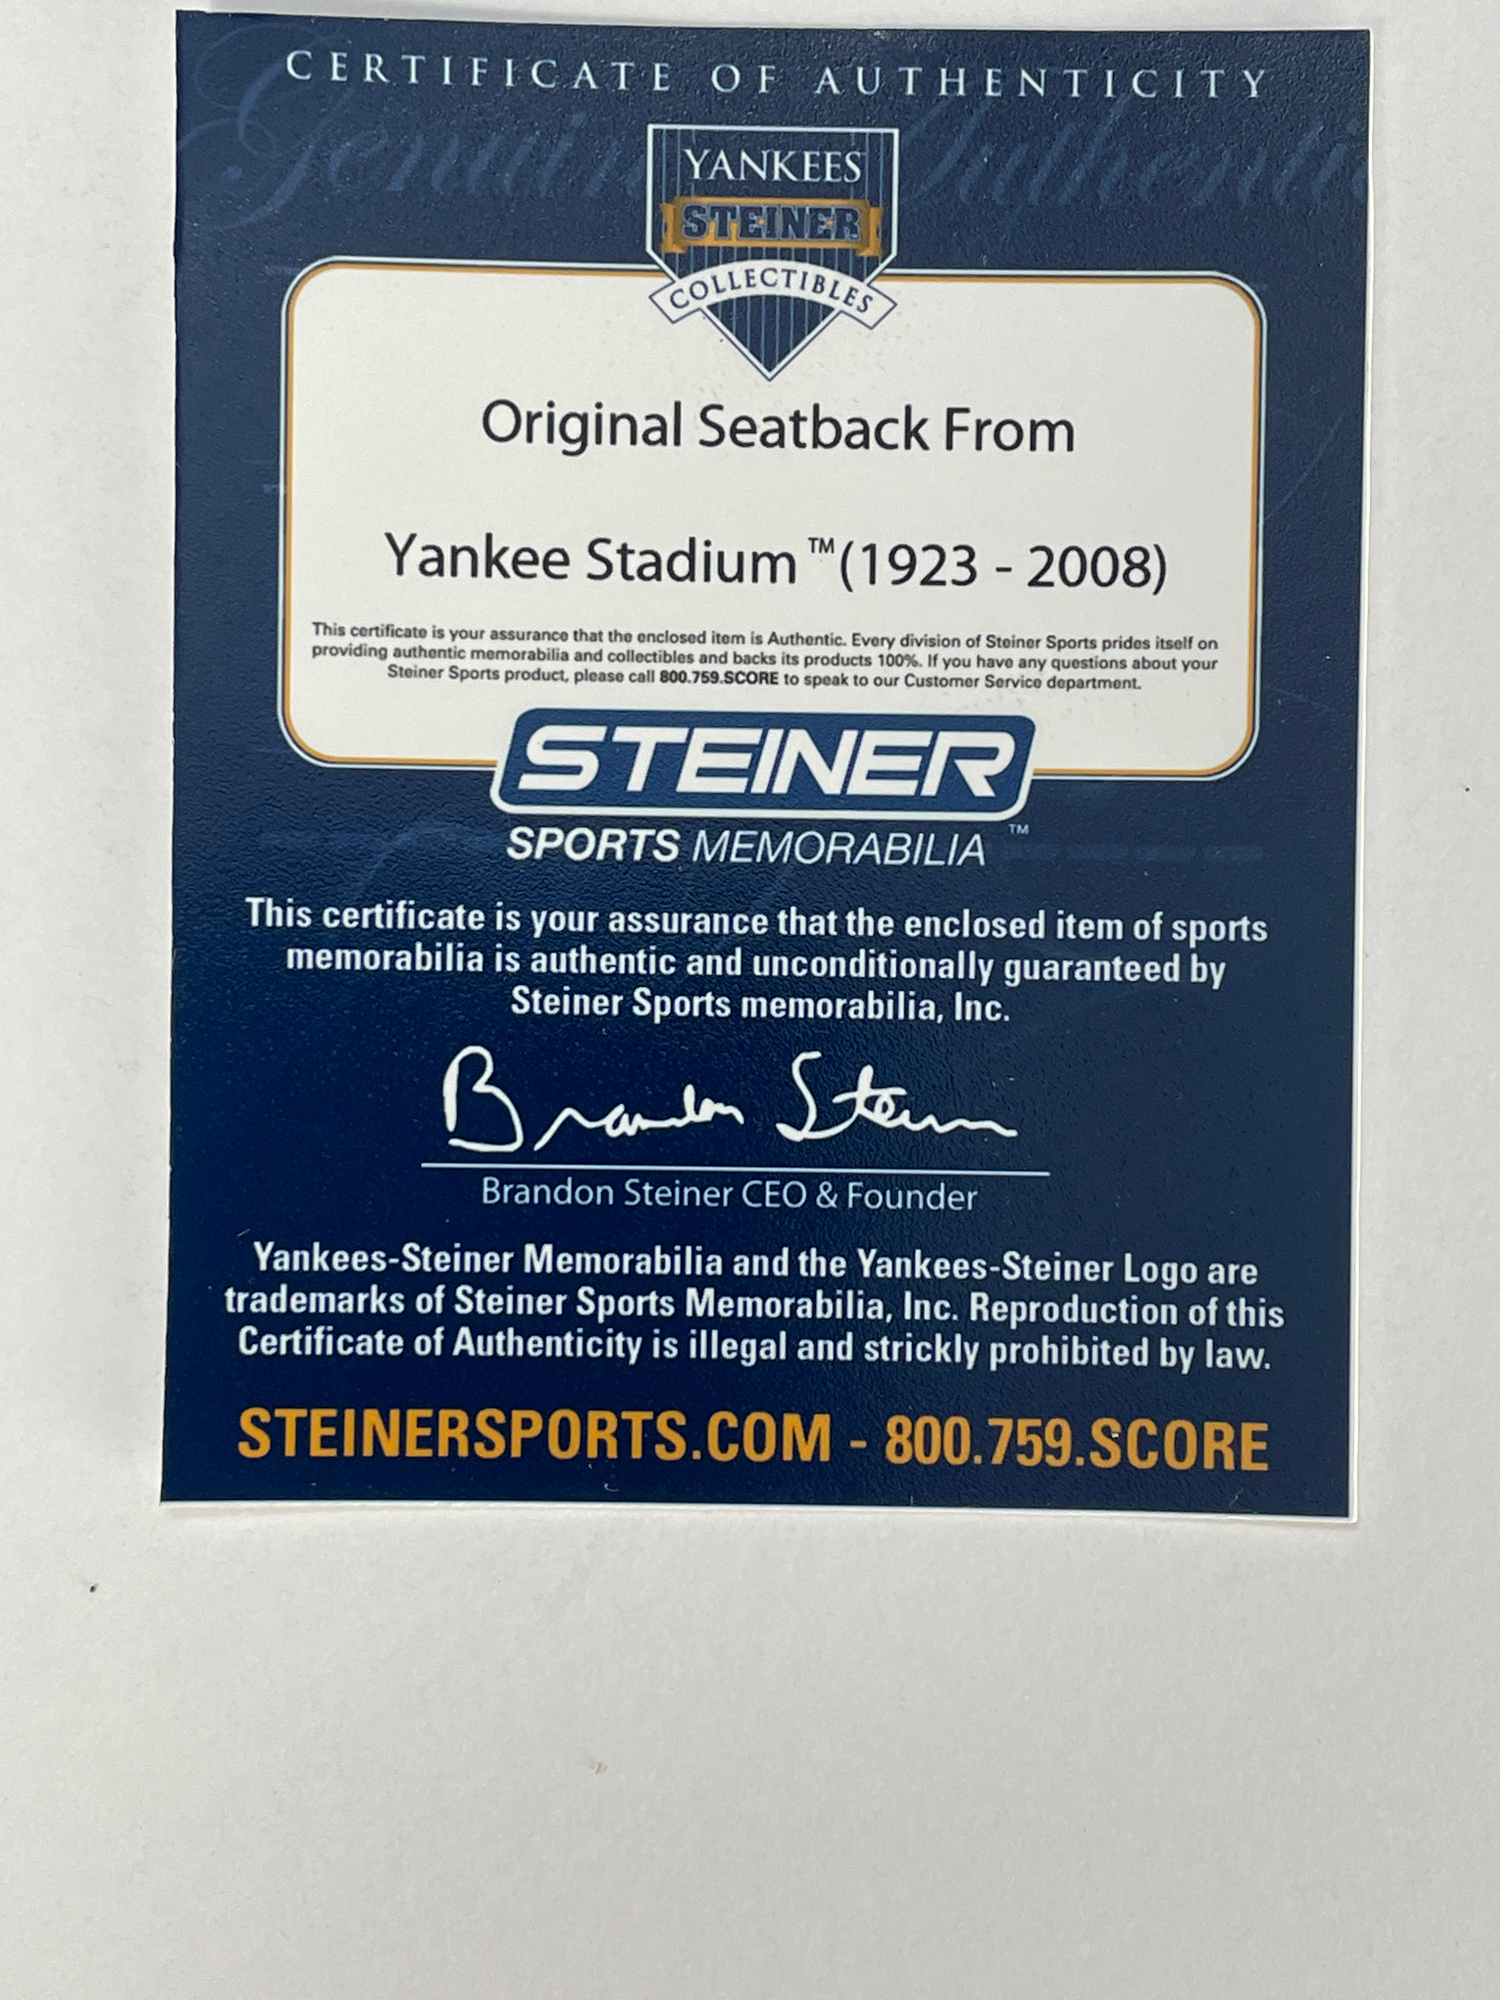 CERTIFICATE OF AUTHENTICITY
Genuine Authentic
YANKEES
STEINER
COLLECTIBLES
Original Seatback From
Yankee Stadium™(1923 - 2008)
This certificate is your assurance that the enclosed item is Authentic. Every division of Steiner Sports prides itself on
providing authentic memorabilia and collectibles and backs its products 100%. If you have any questions about your
Steiner Sports product, please call 800.759.SCORE to speak to our Customer Service department.
STEINER
SPORTS MEMORABILIA™
This certificate is your assurance that the enclosed item of sports
memorabilia is authentic and unconditionally guaranteed by
Steiner Sports memorabilia, Inc.
Brandon Steiner
Brandon Steiner CEO & Founder
Yankees-Steiner Memorabilia and the Yankees-Steiner Logo are
trademarks of Steiner Sports Memorabilia, Inc. Reproduction of this
Certificate of Authenticity is illegal and strickly prohibited by law.
STEINERSPORTS.COM - 800.759.SCORE